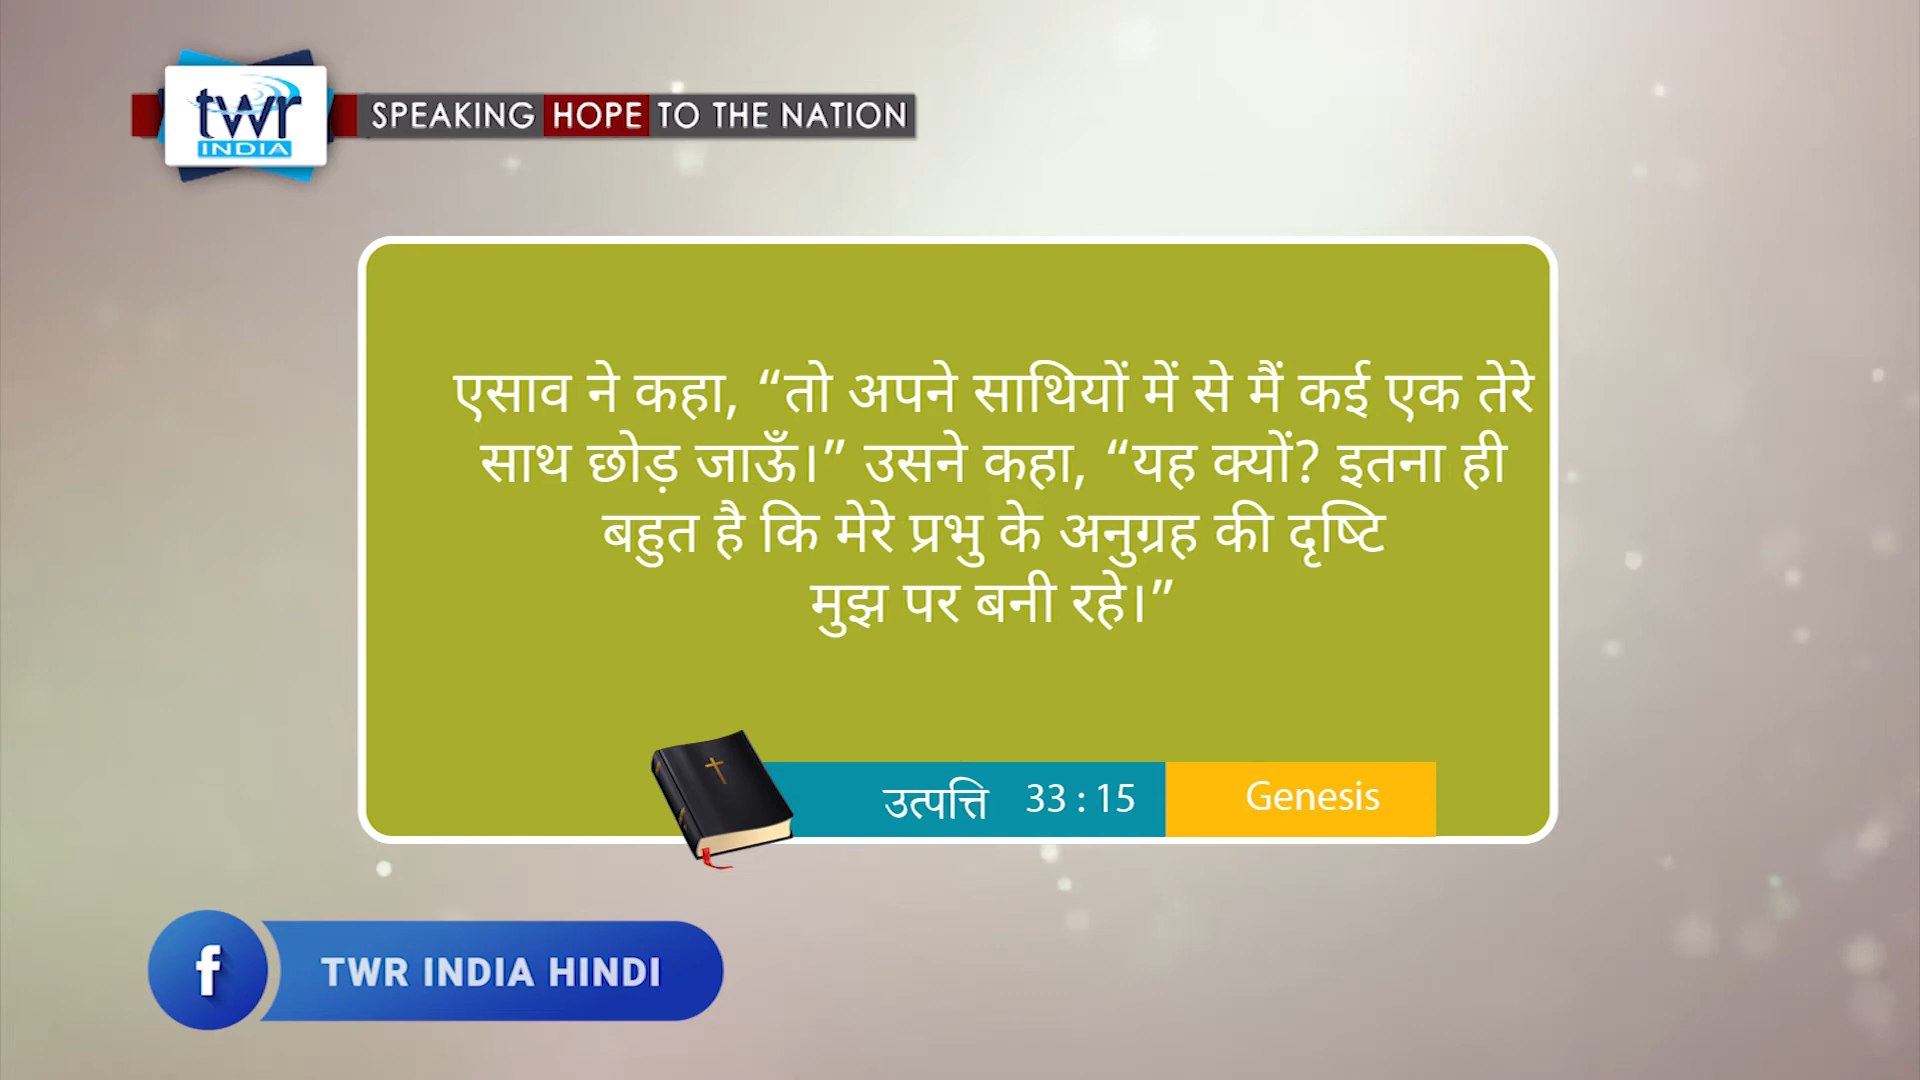 twr
INDIA
SPEAKING HOPE TO THE NATION
एसाव ने कहा, “तो अपने साथियों में से मैं कई एक तेरे
साथ छोड़ जाऊँ।” उसने कहा, “यह क्यों? इतना ही
बहुत है कि मेरे प्रभु के अनुग्रह की दृष्टि
मुझ पर बनी रहे।”
उत्पत्ति 33 : 15 Genesis
f TWR INDIA HINDI